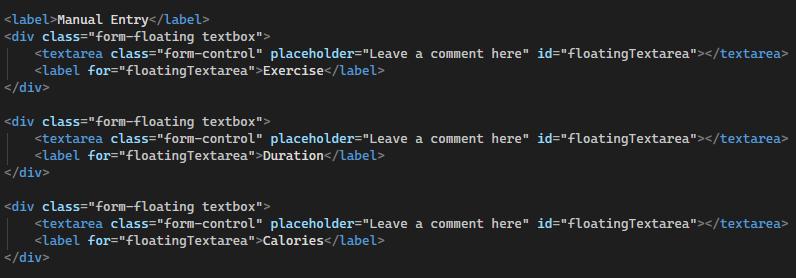 <label>Manual Entry</label>
<div class="form-floating textbox">
    <textarea class="form-control" placeholder="Leave a comment here" id="floatingTextarea"></textarea>
    <label for="floatingTextarea">Exercise</label>
</div>

<div class="form-floating textbox">
    <textarea class="form-control" placeholder="Leave a comment here" id="floatingTextarea"></textarea>
    <label for="floatingTextarea">Duration</label>
</div>

<div class="form-floating textbox">
    <textarea class="form-control" placeholder="Leave a comment here" id="floatingTextarea"></textarea>
    <label for="floatingTextarea">Calories</label>
</div>